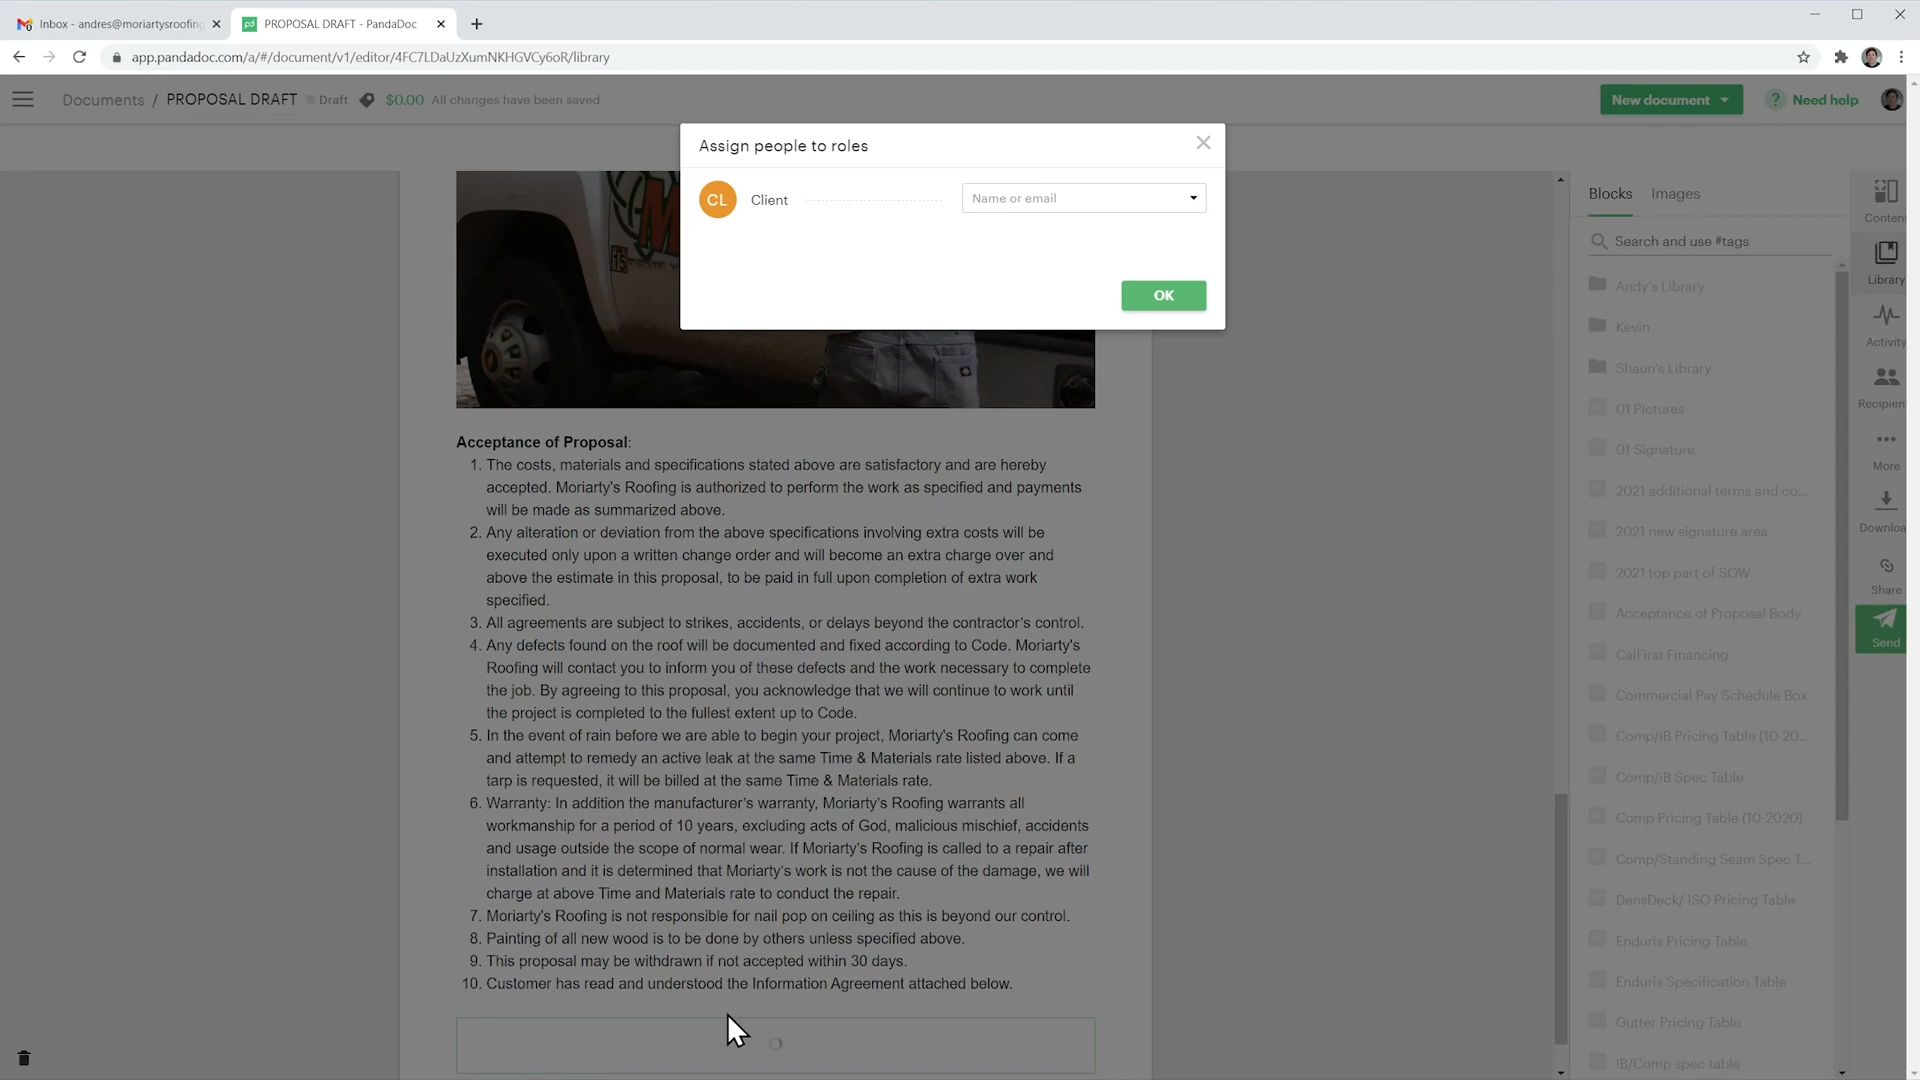 Inbox - andres@moriartysroofing
PROPOSAL DRAFT - PandaDoc
app.pandadoc.com/a/#/document/v1/editor/4FC7LDaUzXumNKHGVCy6oR/library
Documents / PROPOSAL DRAFT Draft $0.00 All changes have been saved
New document
? Need help
Assign people to roles
CL Client Name or email
OK
15
Acceptance of Proposal:
1. The costs, materials and specifications stated above are satisfactory and are hereby
accepted. Moriarty's Roofing is authorized to perform the work as specified and payments
will be made as summarized above.
2. Any alteration or deviation from the above specifications involving extra costs will be
executed only upon a written change order and will become an extra charge over and
above the estimate in this proposal, to be paid in full upon completion of extra work
specified.
3. All agreements are subject to strikes, accidents, or delays beyond the contractor's control.
4. Any defects found on the roof will be documented and fixed according to Code. Moriarty's
Roofing will contact you to inform you of these defects and the work necessary to complete
the job. By agreeing to this proposal, you acknowledge that we will continue to work until
the project is completed to the fullest extent up to Code.
5. In the event of rain before we are able to begin your project, Moriarty's Roofing can come
and attempt to remedy an active leak at the same Time & Materials rate listed above. If a
tarp is requested, it will be billed at the same Time & Materials rate.
6. Warranty: In addition the manufacturer's warranty, Moriarty's Roofing warrants all
workmanship for a period of 10 years, excluding acts of God, malicious mischief, accidents
and usage outside the scope of normal wear. If Moriarty's Roofing is called to a repair after
installation and it is determined that Moriarty's work is not the cause of the damage, we will
charge at above Time and Materials rate to conduct the repair.
7. Moriarty's Roofing is not responsible for nail pop on ceiling as this is beyond our control.
8. Painting of all new wood is to be done by others unless specified above.
9. This proposal may be withdrawn if not accepted within 30 days.
10. Customer has read and understood the Information Agreement attached below.
Blocks Images
Search and use #tags
Andy's Library
Kevin
Shaun's Library
01 Pictures
01 Signature
2021 additional terms and co...
2021 new signature area
2021 top part of SOW
Acceptance of Proposal Body
CalFirst Financing
Commercial Pay Schedule Box
Comp/iB Pricing Table (10-20...
Comp/iB Spec Table
Comp Pricing Table (10-2020)
Comp/Standing Seam Spec T...
DensDeck/ ISO Pricing Table
Enduris Pricing Table
Enduris Specification Table
Gutter Pricing Table
IB/Comp spec table
Conten
Library
Activity
Recipien
More
Downloa
Share
Send